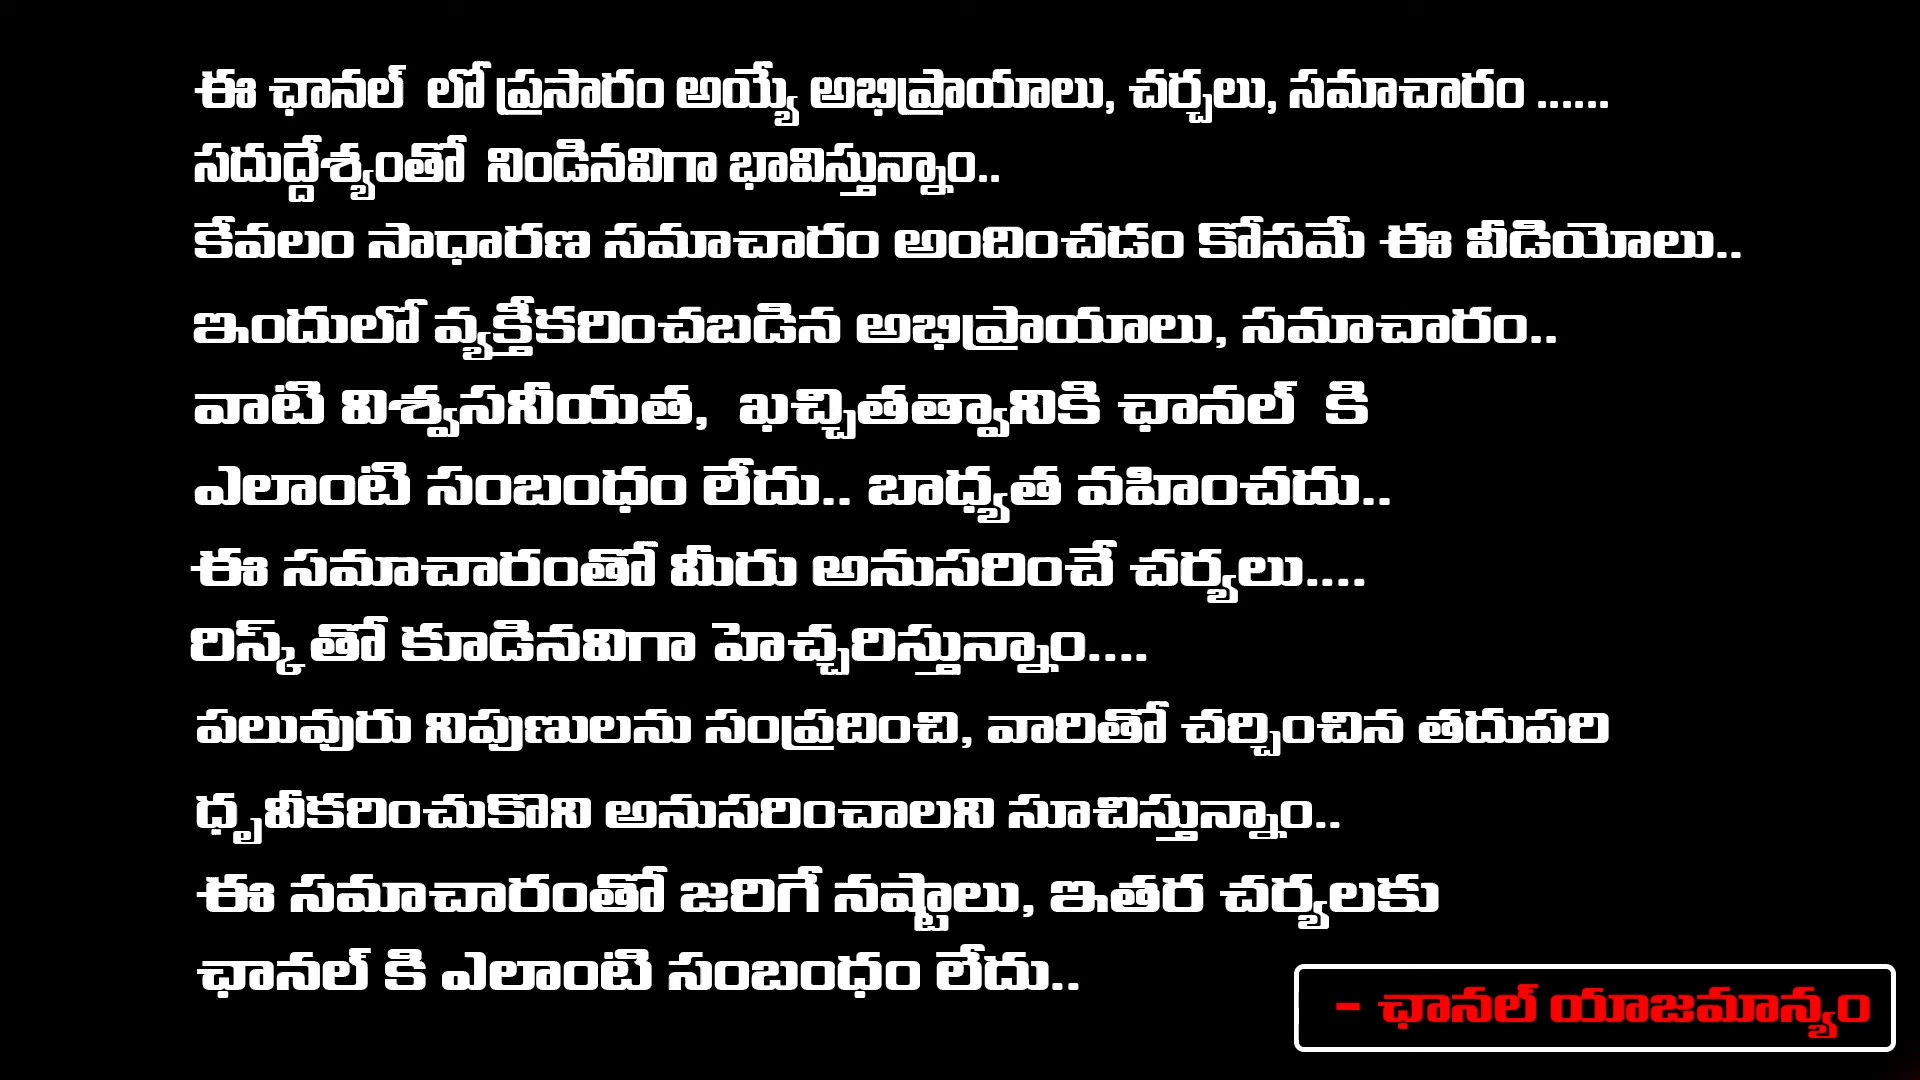 ఈ ఛానల్ లో ప్రసారం అయ్యే అభిప్రాయాలు, చర్చలు, సమాచారం ......
సదుద్దేశ్యంతో నిండినవిగా భావిస్తున్నాం..
కేవలం సాధారణ సమాచారం అందించడం కోసమే ఈ వీడియోలు..
ఇందులో వ్యక్తీకరించబడిన అభిప్రాయాలు, సమాచారం..
వాటి విశ్వసనీయత, ఖచ్చితత్వానికి ఛానల్ కి
ఎలాంటి సంబంధం లేదు.. బాధ్యత వహించదు..
ఈ సమాచారంతో మీరు అనుసరించే చర్యలు....
రిస్క్ తో కూడినవిగా హెచ్చరిస్తున్నాం....
పలువురు నిపుణులను సంప్రదించి, వారితో చర్చించిన తదుపరి
ధృవీకరించుకొని అనుసరించాలని సూచిస్తున్నాం..
ఈ సమాచారంతో జరిగే నష్టాలు, ఇతర చర్యలకు
ఛానల్ కి ఎలాంటి సంబంధం లేదు..
- ఛానల్ యాజమాన్యం